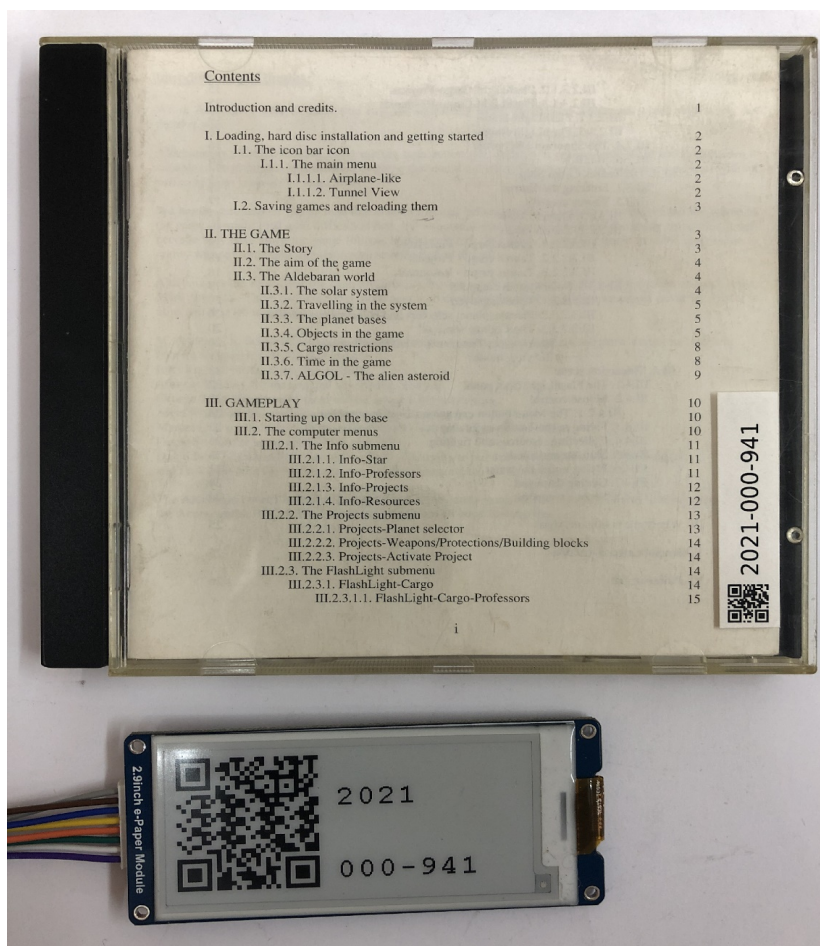 Contents
Introduction and credits. 1
I. Loading, hard disc installation and getting started 2
I.1. The icon bar icon 2
I.1.1. The main menu 2
I.1.1.1. Airplane-like 2
I.1.1.2. Tunnel View 2
I.2. Saving games and reloading them 3
II. THE GAME 3
II.1. The Story 3
II.2. The aim of the game 4
II.3. The Aldebaran world 4
II.3.1. The solar system 4
II.3.2. Travelling in the system 5
II.3.3. The planet bases 5
II.3.4. Objects in the game 5
II.3.5. Cargo restrictions 8
II.3.6. Time in the game 8
II.3.7. ALGOL - The alien asteroid 9
III. GAMEPLAY 10
III.1. Starting up on the base 10
III.2. The computer menus 10
III.2.1. The Info submenu 11
III.2.1.1. Info-Star 11
III.2.1.2. Info-Professors 11
III.2.1.3. Info-Projects 12
III.2.1.4. Info-Resources 12
III.2.2. The Projects submenu 13
III.2.2.1. Projects-Planet selector 13
III.2.2.2. Projects-Weapons/Protections/Building blocks 14
III.2.2.3. Projects-Activate Project 14
III.2.3. The FlashLight submenu 14
III.2.3.1. FlashLight-Cargo 14
III.2.3.1.1. FlashLight-Cargo-Professors 15
i
2021-000-941
2.9inch e-Paper Module
2021
000-941